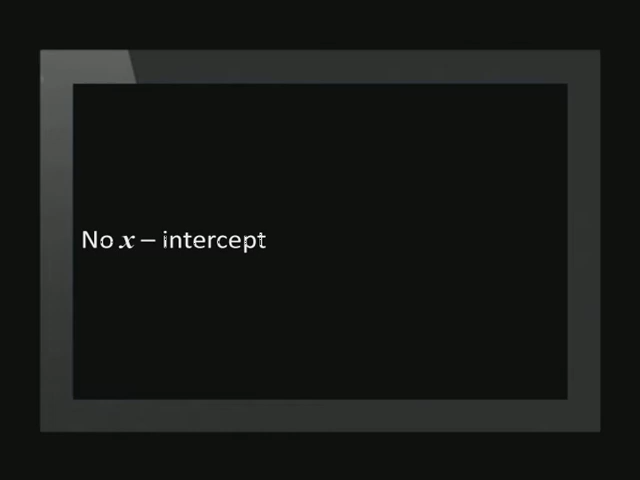 No x – intercept